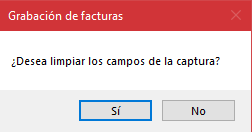 Grabación de facturas
¿Desea limpiar los campos de la captura?
Sí
No